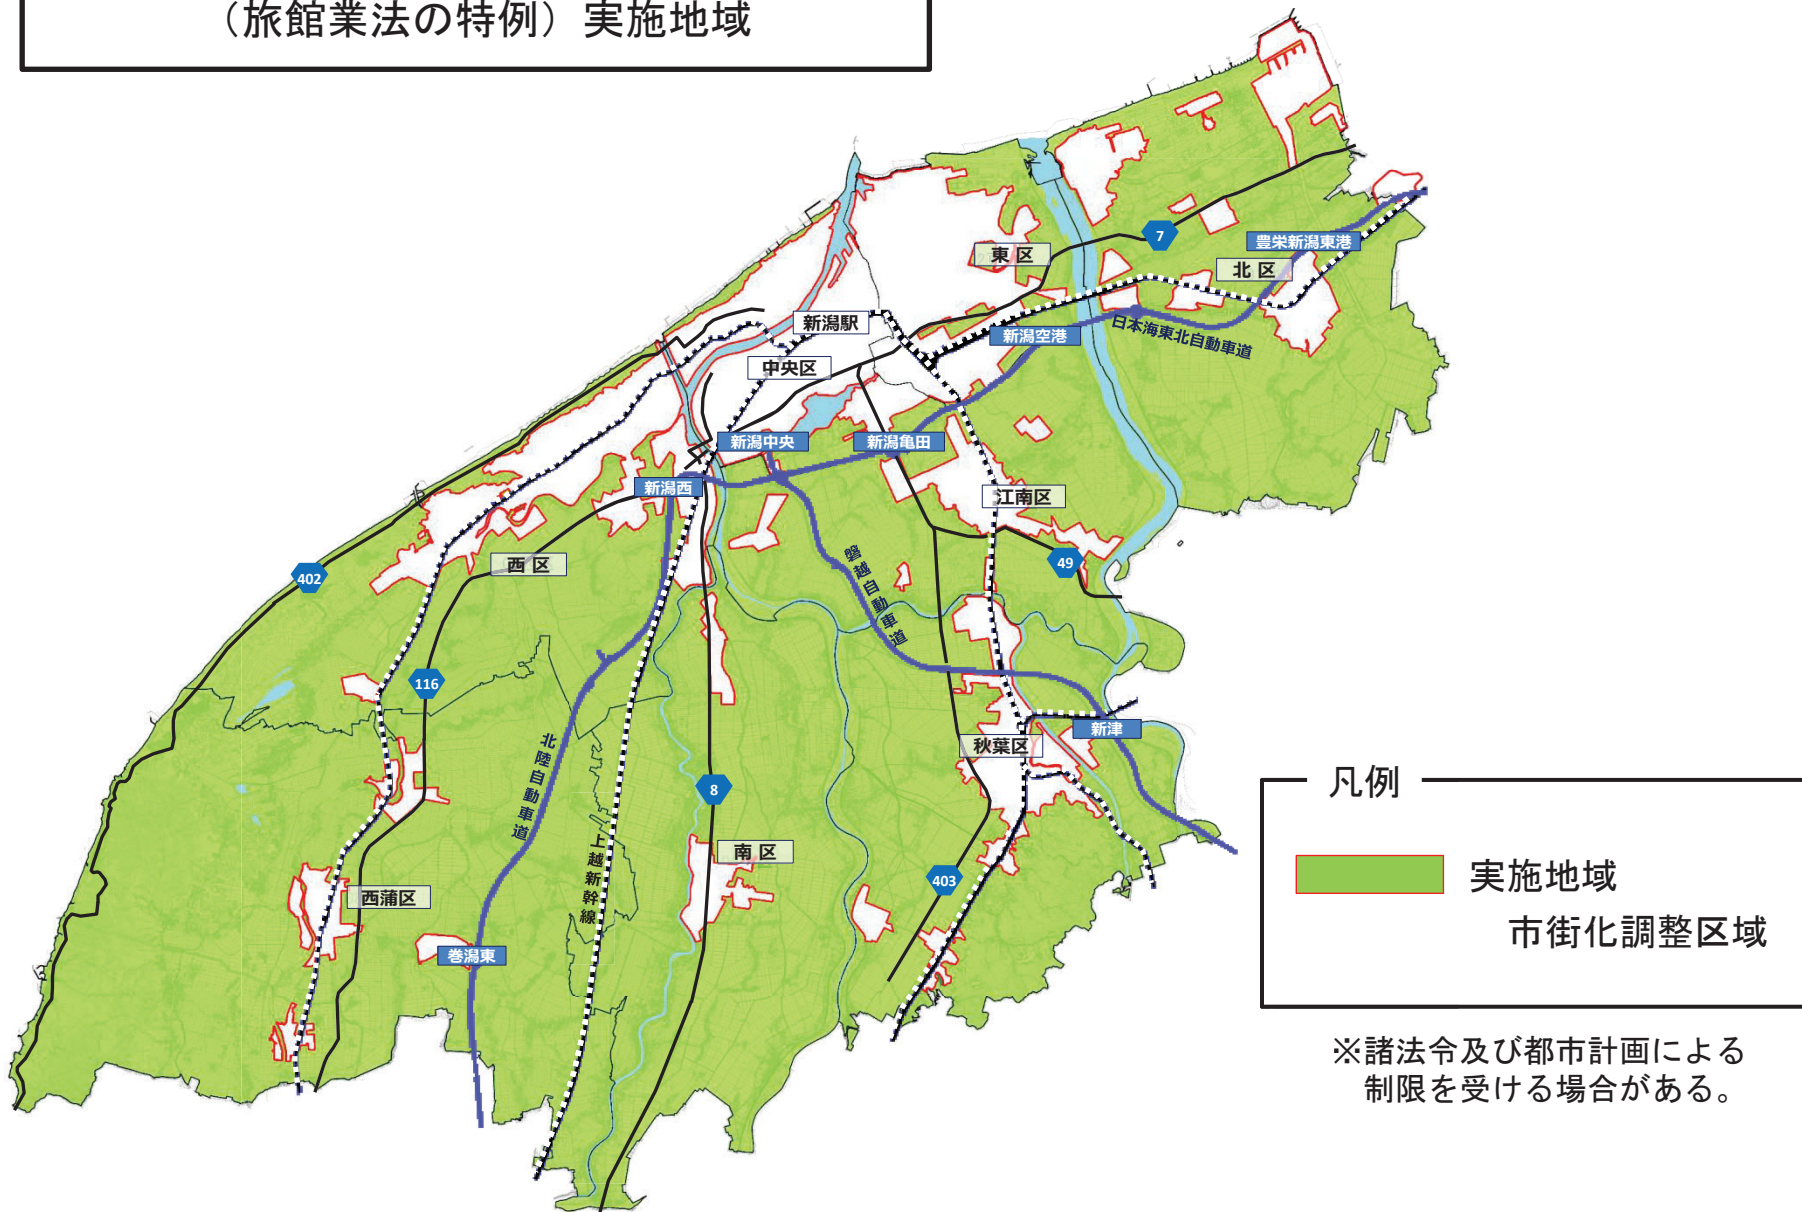 （旅館業法の特例）実施地域
7
東 区
豊栄新潟東港
北 区
新潟駅
新潟空港
日本海東北自動車道
中央区
新潟中央
新潟亀田
新潟西
江南区
西 区
磐越自動車道
49
402
116
北陸自動車道
新津
秋葉区
8
上越新幹線
南 区
403
西蒲区
巻潟東
凡例
実施地域
市街化調整区域
※諸法令及び都市計画による
制限を受ける場合がある。